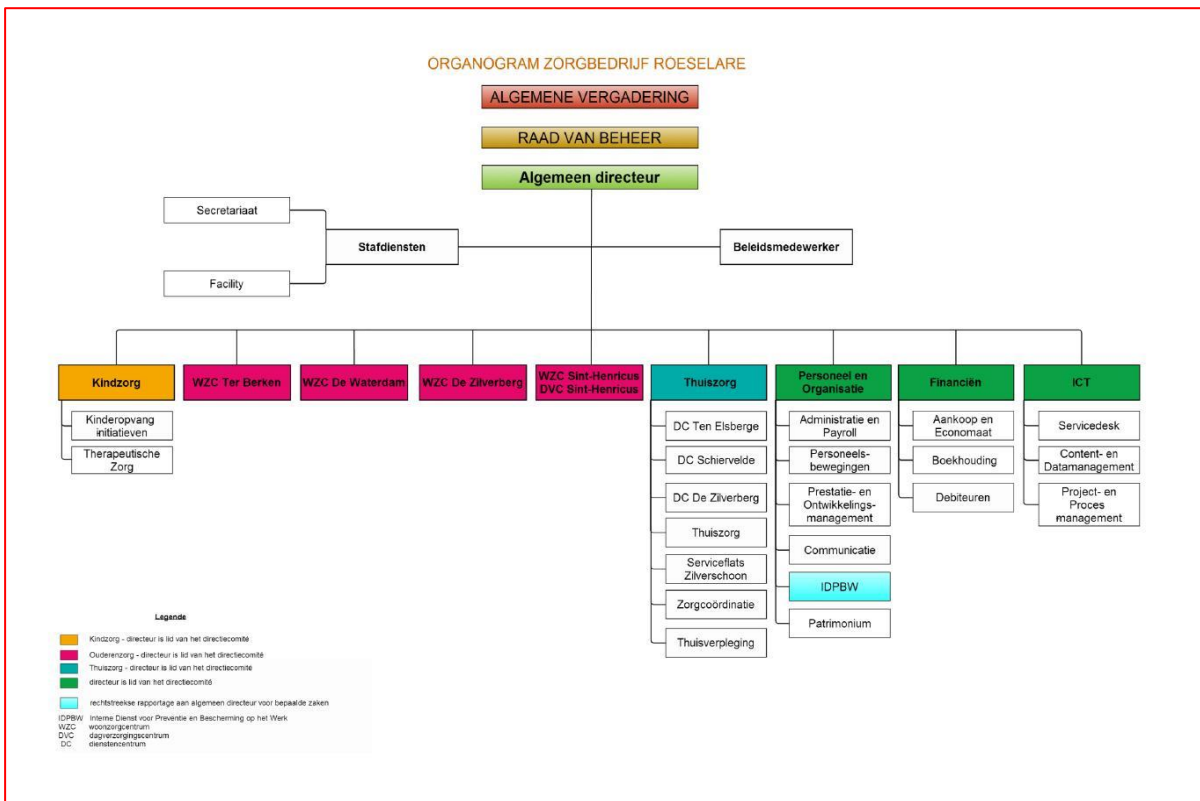 ORGANOGRAM ZORGBEDRIJF ROESELARE
ALGEMENE VERGADERING
RAAD VAN BEHEER
Algemeen directeur
Secretariaat
Stafdiensten
Beleidsmedewerker
Facility
Kindzorg
WZC Ter Berken
WZC De Waterdam
WZC De Zilverberg
WZC Sint-Henricus
DVC Sint-Henricus
Thuiszorg
Personeel en
Organisatie
Financiën
ICT
Kinderopvang
initiatieven
Therapeutische
Zorg
DC Ten Elsberge
DC Schiervelde
DC De Zilverberg
Thuiszorg
Serviceflats
Zilverschoon
Zorgcoördinatie
Thuisverpleging
Administratie en
Payroll
Personeels-
bewegingen
Prestatie- en
Ontwikkelings-
management
Communicatie
IDPBW
Patrimonium
Aankoop en
Economaat
Boekhouding
Debiteuren
Servicedesk
Content- en
Datamanagement
Project- en
Proces
management
Legende
Kindzorg - directeur is lid van het directiecomité
Ouderenzorg - directeur is lid van het directiecomité
Thuiszorg - directeur is lid van het directiecomité
directeur is lid van het directiecomité
rechtstreekse rapportage aan algemeen directeur voor bepaalde zaken
IDPBW Interne Dienst voor Preventie en Bescherming op het Werk
WZC woonzorgcentrum
DVC dagverzorgingscentrum
DC dienstencentrum